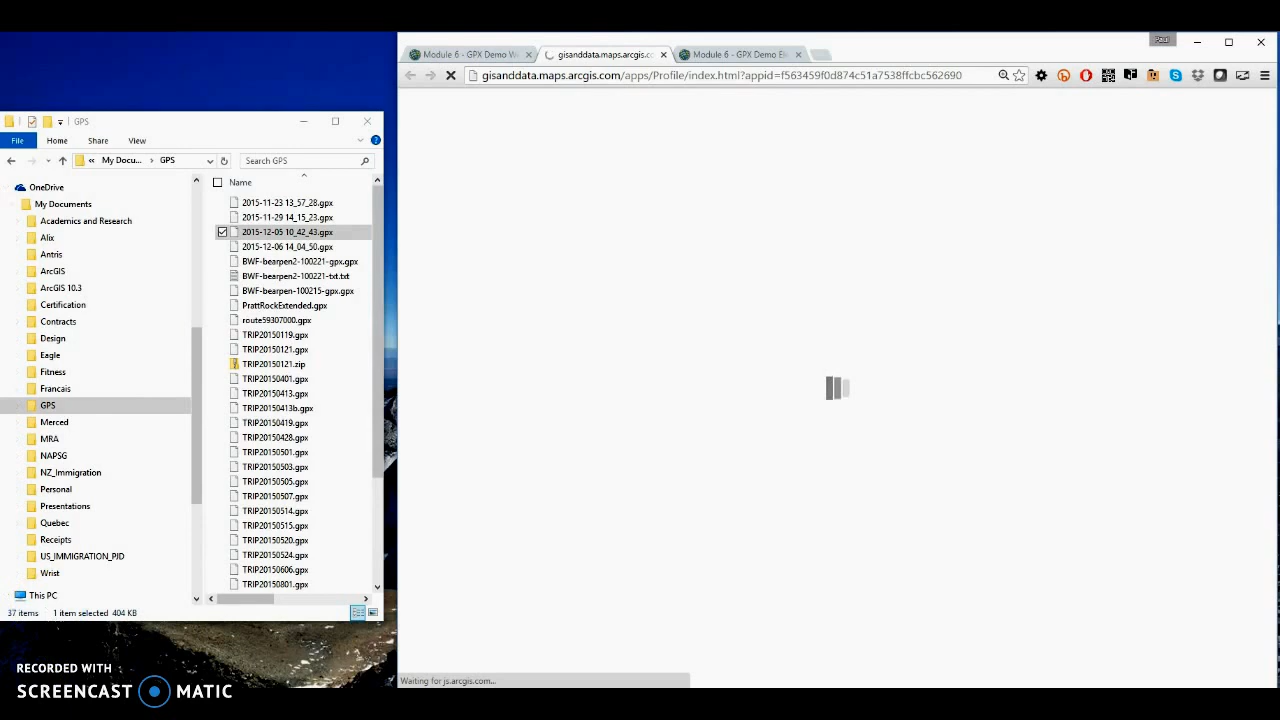 Paul
Module 6 - GPX Demo W
gisanddata.maps.arcgis.co
Module 6 - GPX Demo El
gisanddata.maps.arcgis.com/apps/Profile/index.html?appid=f563459f0d874c51a7538ffcbc562690
GPS
File Home Share View
« My Docu... > GPS
Search GPS
OneDrive
My Documents
Academics and Research
Alix
Antris
ArcGIS
ArcGIS 10.3
Certification
Contracts
Design
Eagle
Fitness
Francais
GPS
Merced
MRA
NAPSG
NZ_Immigration
Personal
Presentations
Quebec
Receipts
US_IMMIGRATION_PJD
Wrist
This PC
Name
2015-11-23 13_57_28.gpx
2015-11-29 14_15_23.gpx
2015-12-05 10_42_43.gpx
2015-12-06 14_04_50.gpx
BWF-bearpen2-100221-gpx.gpx
BWF-bearpen2-100221-txt.txt
BWF-bearpen-100215-gpx.gpx
PrattRockExtended.gpx
route59307000.gpx
TRIP20150119.gpx
TRIP20150121.gpx
TRIP20150121.zip
TRIP20150401.gpx
TRIP20150413.gpx
TRIP20150413b.gpx
TRIP20150419.gpx
TRIP20150428.gpx
TRIP20150501.gpx
TRIP20150503.gpx
TRIP20150505.gpx
TRIP20150507.gpx
TRIP20150514.gpx
TRIP20150515.gpx
TRIP20150520.gpx
TRIP20150524.gpx
TRIP20150606.gpx
TRIP20150801.gpx
37 items 1 item selected 404 KB
Waiting for js.arcgis.com...
RECORDED WITH
SCREENCAST MATIC